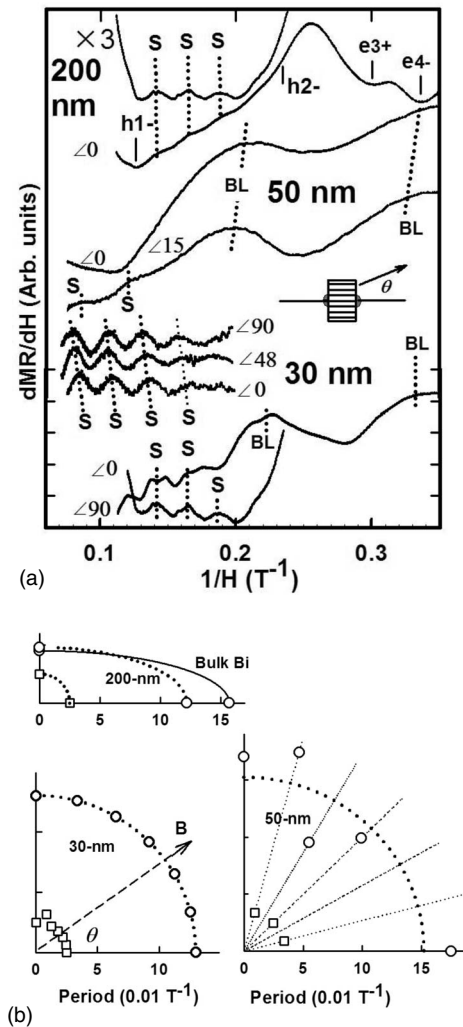 ×3
200
nm
S S S
e3+ e4-
h1-
h2-
∠0
BL
50 nm
∠0
BL
∠15
BL
S
θ
∠90
∠48
30 nm
∠0
BL
S S S S
S S
BL
∠0
S
∠90
dMR/dH (Arb. units)
0.1 0.2 0.3
1/H (T-1)
(a)
Bulk Bi
200-nm
0 5 10 15
30-nm
B
θ
50-nm
0 5 10 15
0 5 10 15
Period (0.01 T-1)
Period (0.01 T-1)
(b)